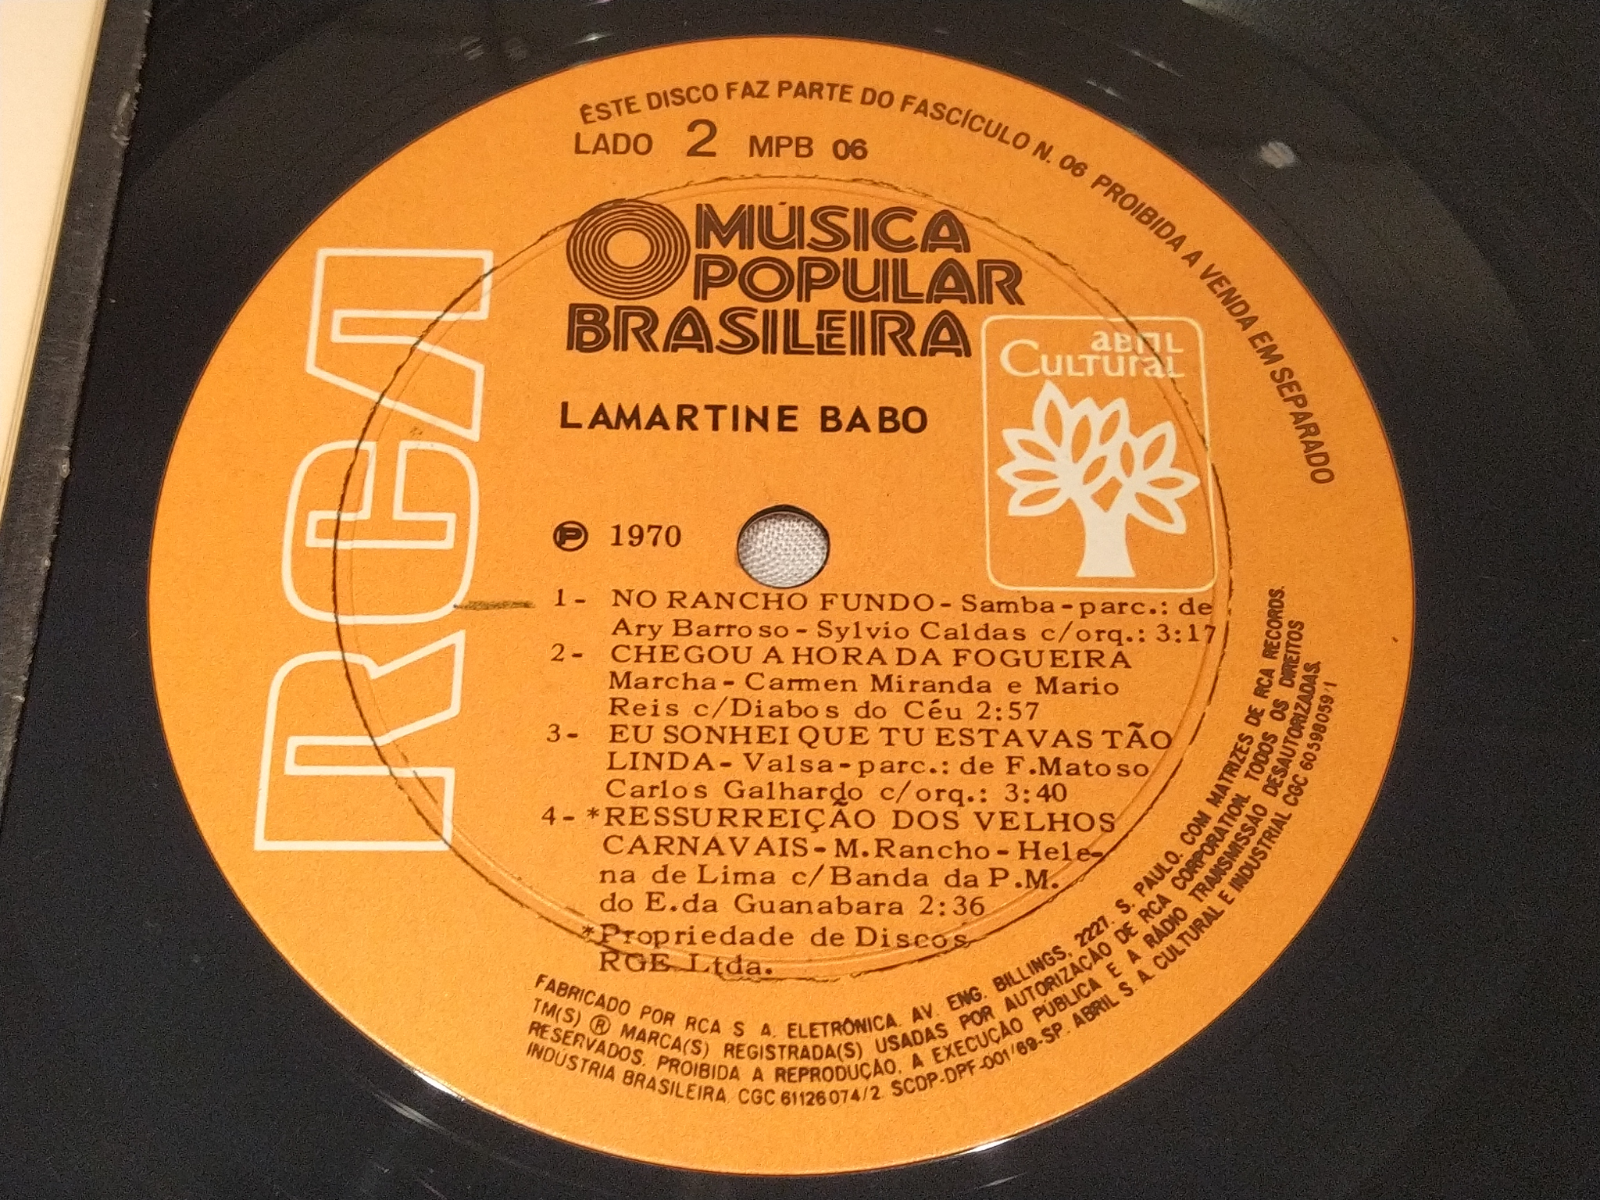 ÊSTE DISCO FAZ PARTE DO FASCÍCULO N. 06 PROIBIDA A VENDA EM SEPARADO
LADO 2 MPB 06
MÚSICA
POPULAR
BRASILEIRA
abril
Cultural
LAMARTINE BABO
RCA
Ⓟ 1970
1- NO RANCHO FUNDO - Samba - parc.: de
Ary Barroso - Sylvio Caldas c/orq.: 3:17
2- CHEGOU A HORA DA FOGUEIRA
Marcha - Carmen Miranda e Mario
Reis c/Diabos do Céu 2:57
3- EU SONHEI QUE TU ESTAVAS TÃO
LINDA - Valsa - parc.: de F.Matoso
Carlos Galhardo c/orq.: 3:40
4- *RESSURREIÇÃO DOS VELHOS
CARNAVAIS - M.Rancho - Hele-
na de Lima c/Banda da P.M.
do E.da Guanabara 2:36
*Propriedade de Discos
RGE Ltda.
FABRICADO POR RCA S A. ELETRÔNICA. AV. ENG. BILLINGS, 2227. S. PAULO. COM MATRIZES DE RCA RECORDS.
TM(S) ® MARCA(S) REGISTRADA(S) USADAS POR AUTORIZAÇÃO DE RCA CORPORATION. TODOS OS DIREITOS
RESERVADOS. PROIBIDA A REPRODUÇÃO. A EXECUÇÃO PÚBLICA E A RÁDIO TRANSMISSÃO DESAUTORIZADAS.
INDÚSTRIA BRASILEIRA. CGC 61126074/2. SCDP-DPF-001/69-SP. ABRIL S. A. CULTURAL E INDUSTRIAL CGC 60598059/1